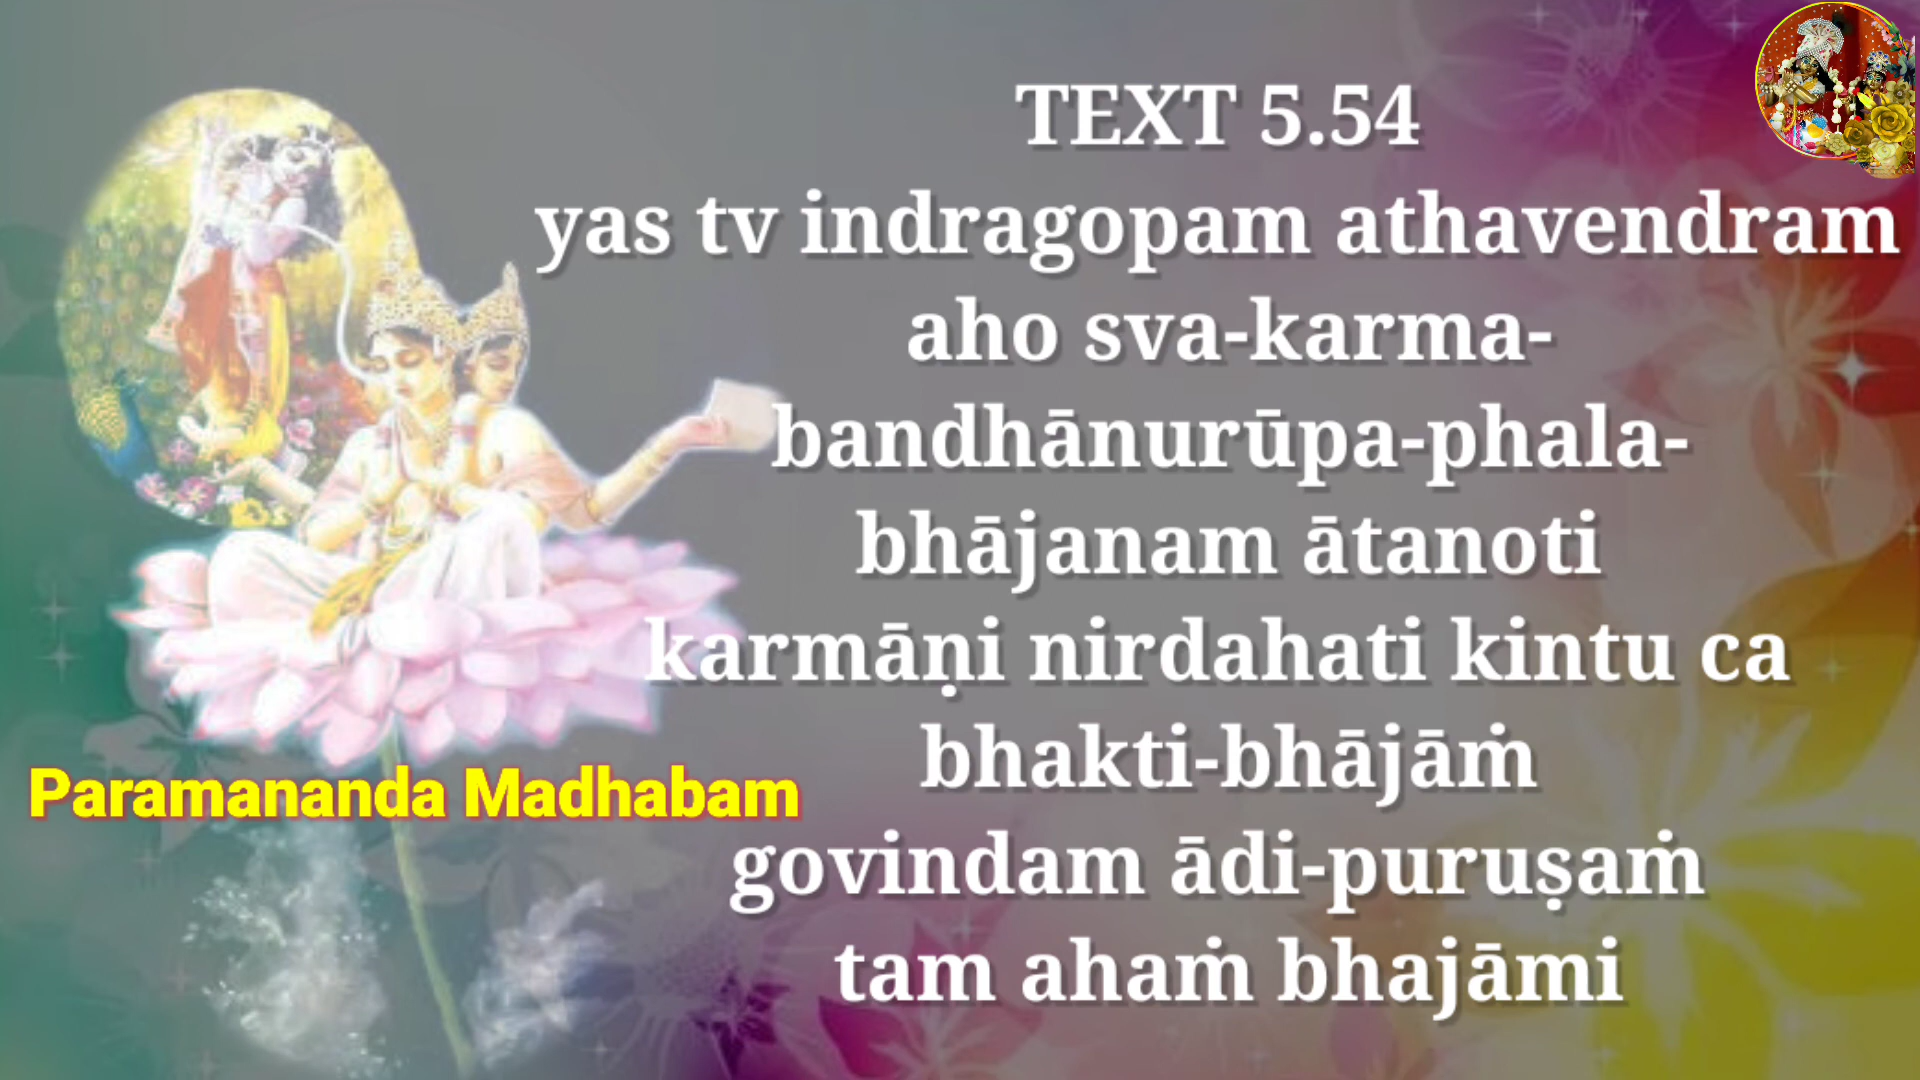 TEXT 5.54
yas tv indragopam athavendram
aho sva-karma-
bandhānurūpa-phala-
bhājanam ātanoti
karmāṇi nirdahati kintu ca
bhakti-bhājāṁ
govindam ādi-puruṣaṁ
tam ahaṁ bhajāmi
Paramananda Madhabam